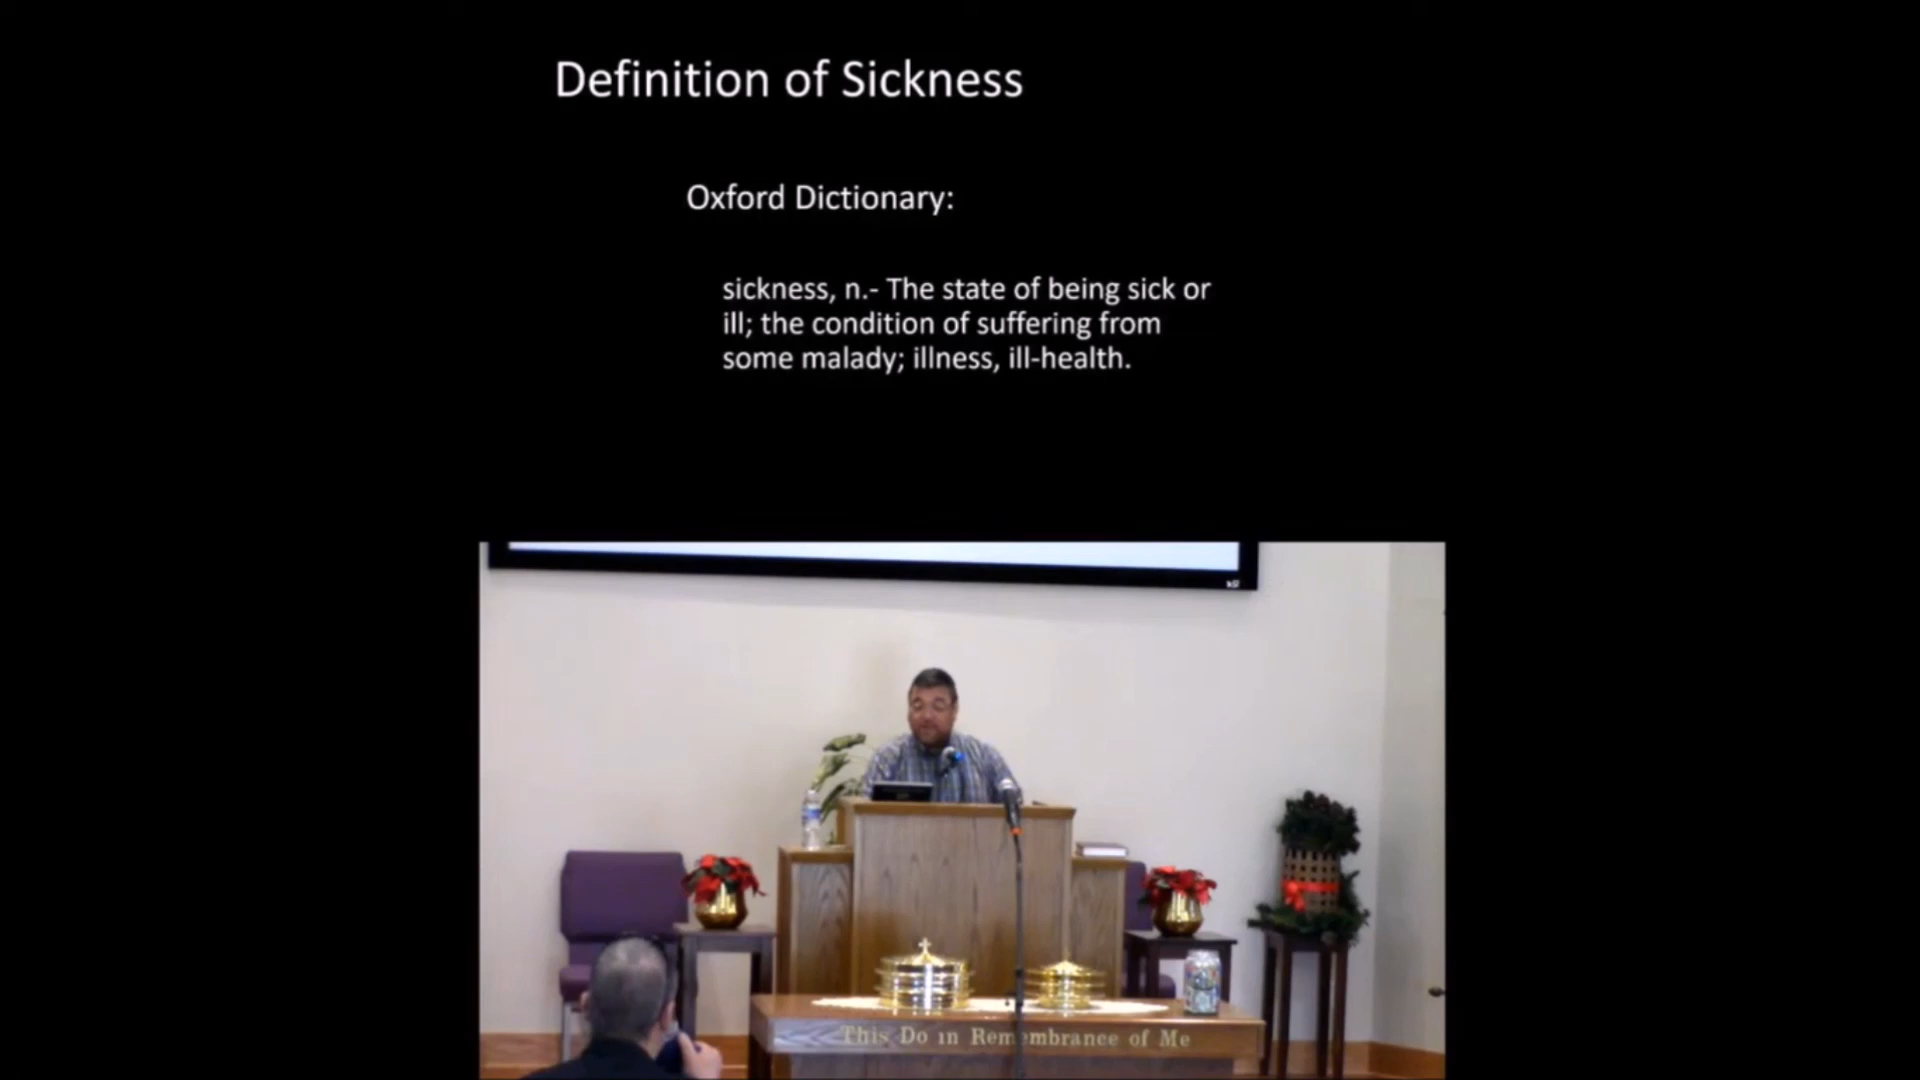 Definition of Sickness
Oxford Dictionary:
sickness, n.- The state of being sick or
ill; the condition of suffering from
some malady; illness, ill-health.
This Do in Remembrance of Me